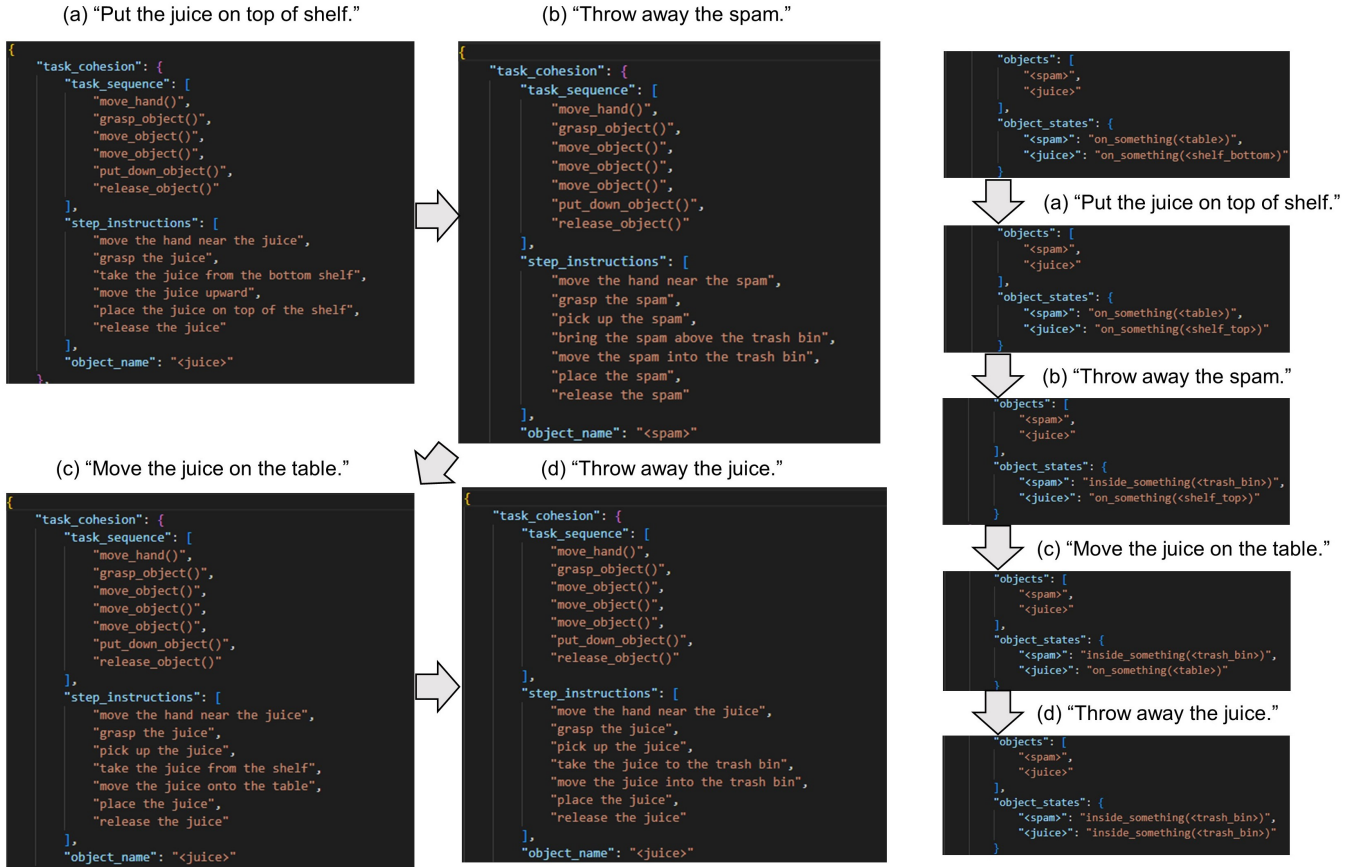 (a) “Put the juice on top of shelf.”
{
"task_cohesion": {
"task_sequence": [
"move_hand()",
"grasp_object()",
"move_object()",
"move_object()",
"put_down_object()",
"release_object()"
],
"step_instructions": [
"move the hand near the juice",
"grasp the juice",
"take the juice from the bottom shelf",
"move the juice upward",
"place the juice on top of the shelf",
"release the juice"
],
"object_name": "<juice>"
},
(b) “Throw away the spam.”
{
"task_cohesion": {
"task_sequence": [
"move_hand()",
"grasp_object()",
"move_object()",
"move_object()",
"move_object()",
"put_down_object()",
"release_object()"
],
"step_instructions": [
"move the hand near the spam",
"grasp the spam",
"pick up the spam",
"bring the spam above the trash bin",
"move the spam into the trash bin",
"place the spam",
"release the spam"
],
"object_name": "<spam>"
(c) “Move the juice on the table.”
{
"task_cohesion": {
"task_sequence": [
"move_hand()",
"grasp_object()",
"move_object()",
"move_object()",
"move_object()",
"put_down_object()",
"release_object()"
],
"step_instructions": [
"move the hand near the juice",
"grasp the juice",
"pick up the juice",
"take the juice from the shelf",
"move the juice onto the table",
"place the juice",
"release the juice"
],
"object_name": "<juice>"
(d) “Throw away the juice.”
{
"task_cohesion": {
"task_sequence": [
"move_hand()",
"grasp_object()",
"move_object()",
"move_object()",
"move_object()",
"put_down_object()",
"release_object()"
],
"step_instructions": [
"move the hand near the juice",
"grasp the juice",
"pick up the juice",
"take the juice to the trash bin",
"move the juice into the trash bin",
"place the juice",
"release the juice"
],
"object_name": "<juice>"
"objects": [
"<spam>",
"<juice>"
],
"object_states": {
"<spam>": "on_something(<table>)",
"<juice>": "on_something(<shelf_bottom>)"
}
(a) “Put the juice on top of shelf.”
"objects": [
"<spam>",
"<juice>"
],
"object_states": {
"<spam>": "on_something(<table>)",
"<juice>": "on_something(<shelf_top>)"
}
(b) “Throw away the spam.”
"objects": [
"<spam>",
"<juice>"
],
"object_states": {
"<spam>": "inside_something(<trash_bin>)",
"<juice>": "on_something(<shelf_top>)"
}
(c) “Move the juice on the table.”
"objects": [
"<spam>",
"<juice>"
],
"object_states": {
"<spam>": "inside_something(<trash_bin>)",
"<juice>": "on_something(<table>)"
}
(d) “Throw away the juice.”
"objects": [
"<spam>",
"<juice>"
],
"object_states": {
"<spam>": "inside_something(<trash_bin>)",
"<juice>": "inside_something(<trash_bin>)"
}